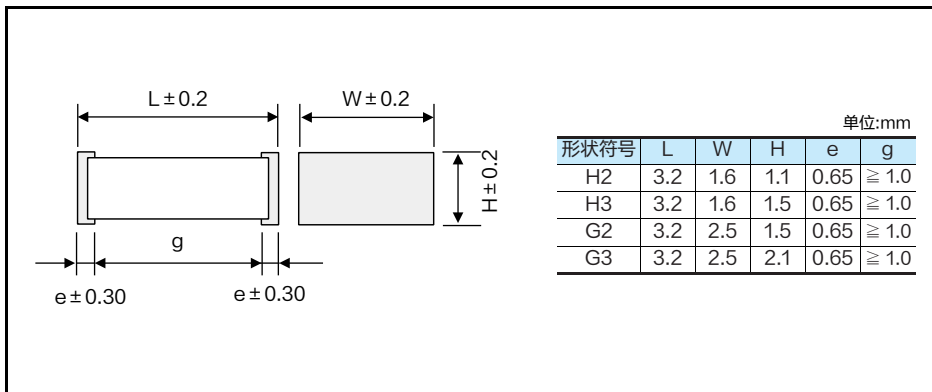 L±0.2
W±0.2
H±0.2
g
e±0.30
e±0.30
单位:mm
形状符号 L W H e g
H2 3.2 1.6 1.1 0.65 ≧ 1.0
H3 3.2 1.6 1.5 0.65 ≧ 1.0
G2 3.2 2.5 1.5 0.65 ≧ 1.0
G3 3.2 2.5 2.1 0.65 ≧ 1.0